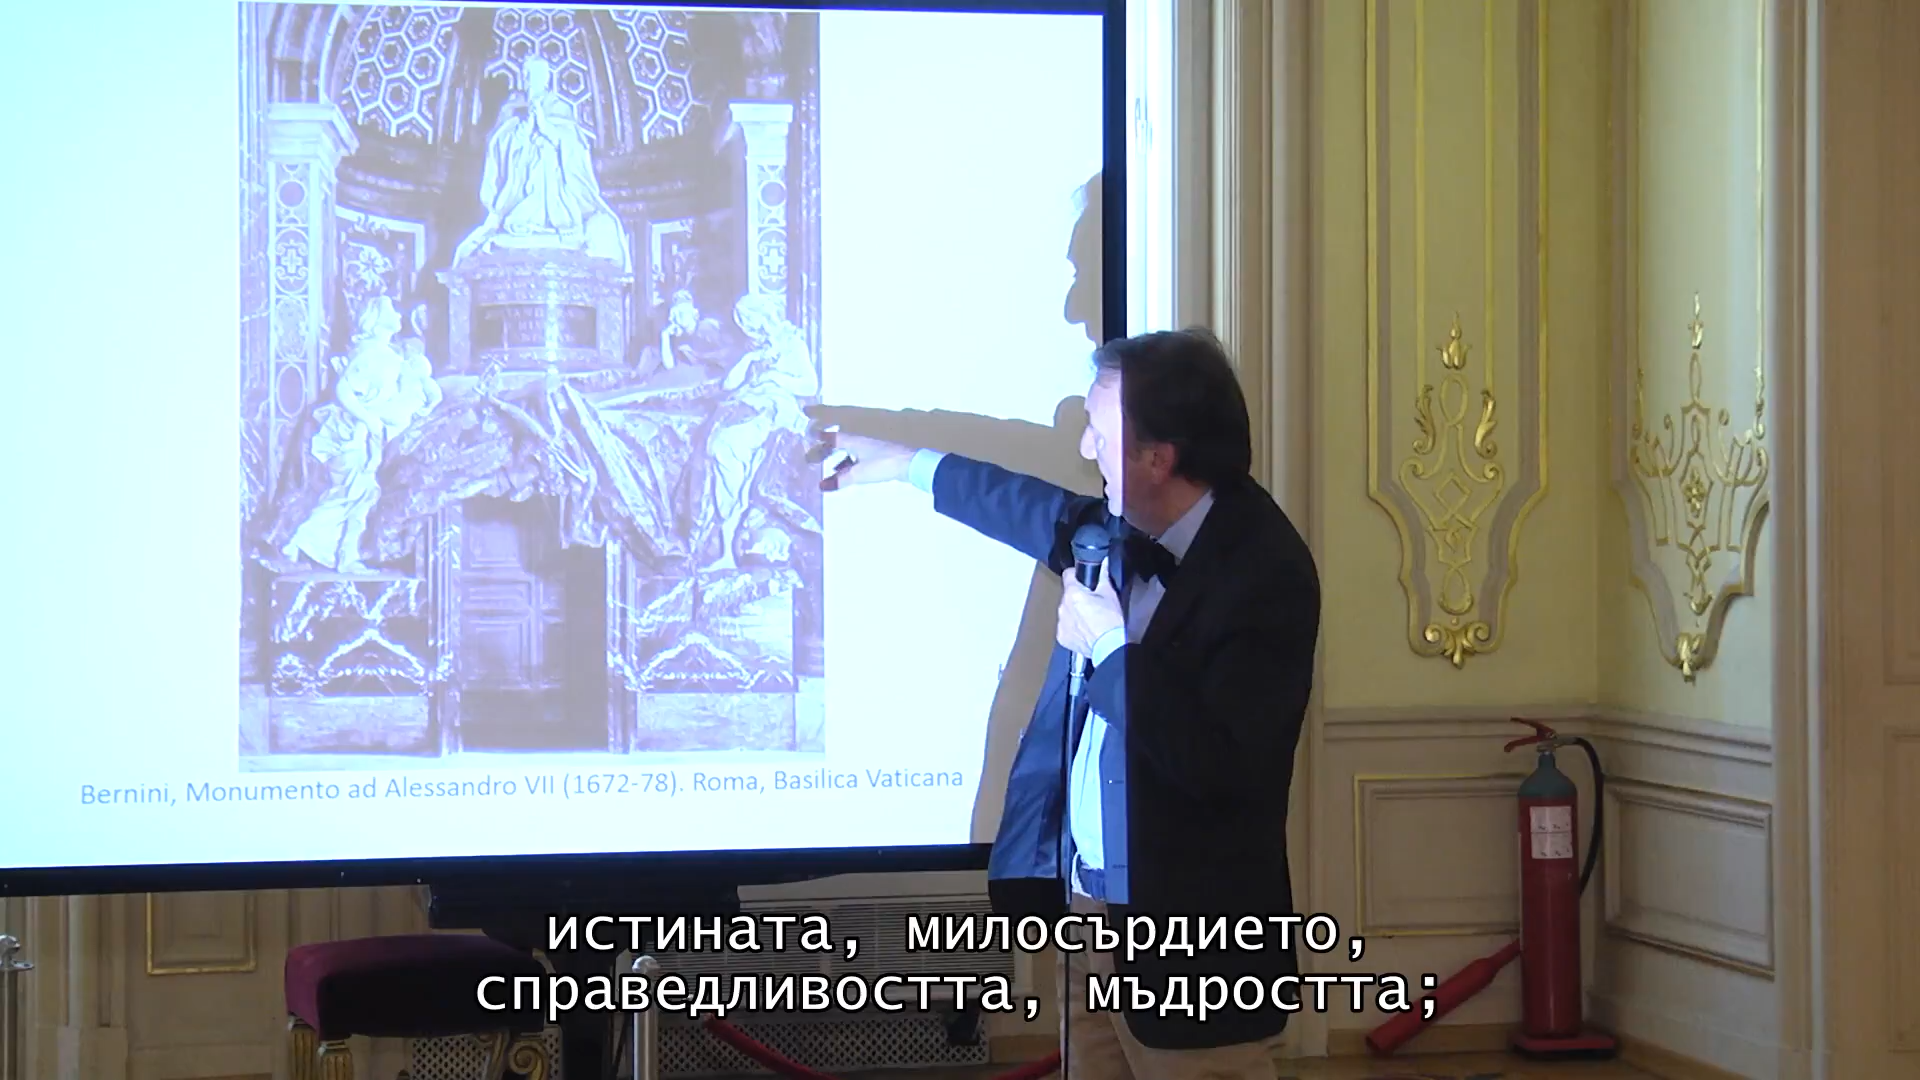 Bernini, Monumento ad Alessandro VII (1672-78). Roma, Basilica Vaticana
истината, милосърдието,
справедливостта, мъдростта;